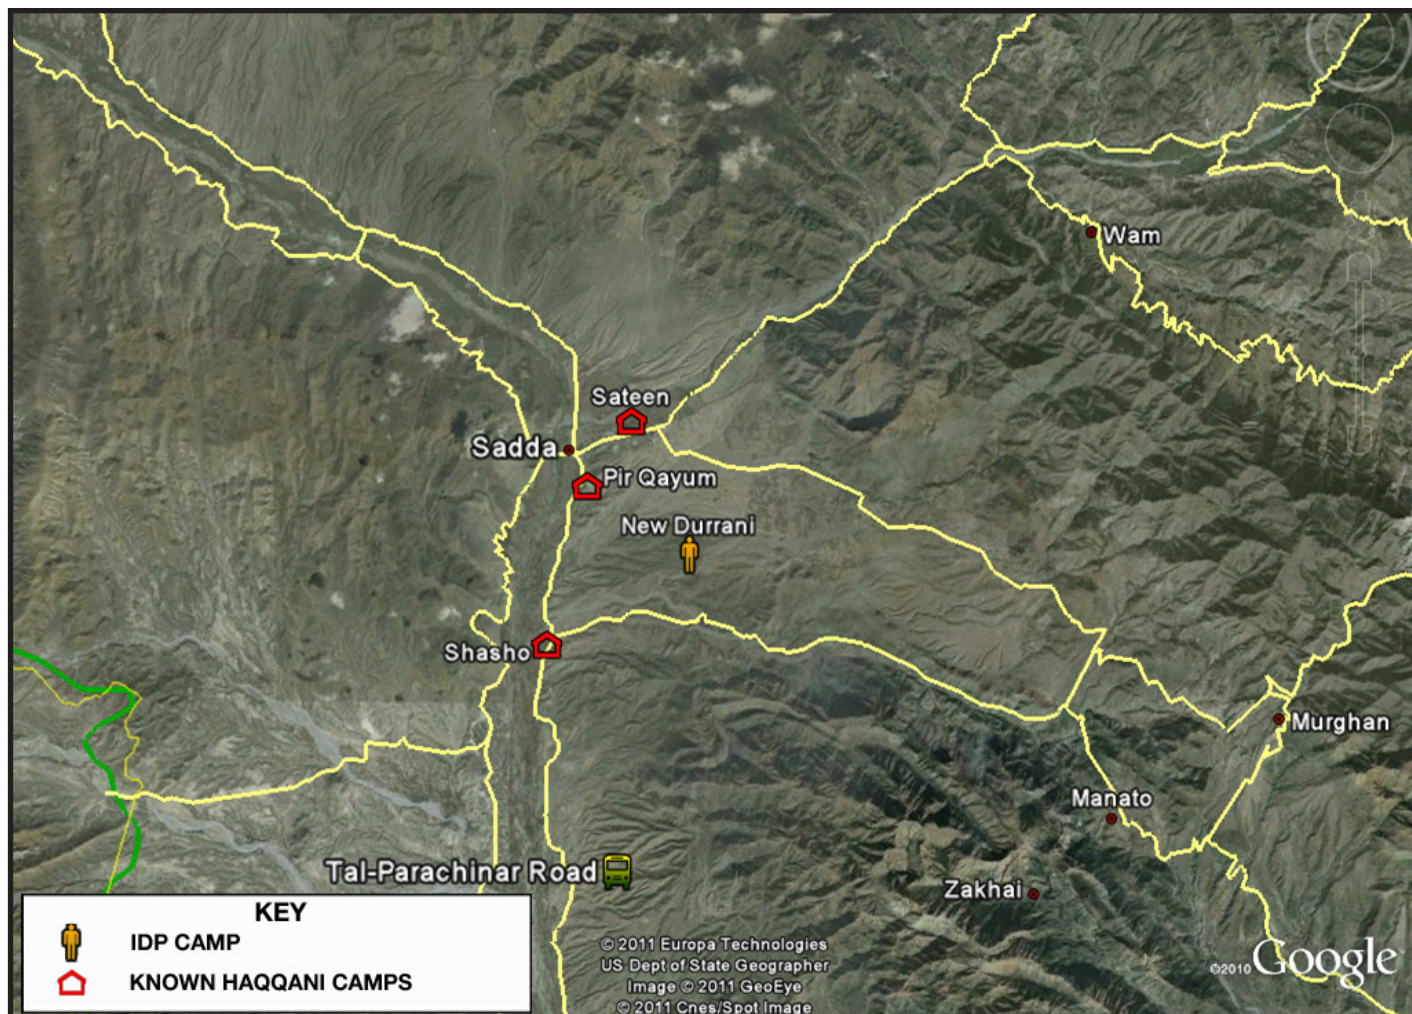 Wam
Sateen
Sadda
Pir Qayum
New Durrani
Shasho
Murghan
Manato
Tal-Parachinar Road
Zakhai
KEY
IDP CAMP
KNOWN HAQQANI CAMPS
© 2011 Europa Technologies
US Dept of State Geographer
Image © 2011 GeoEye
© 2011 Cnes/Spot Image
©2010 Google